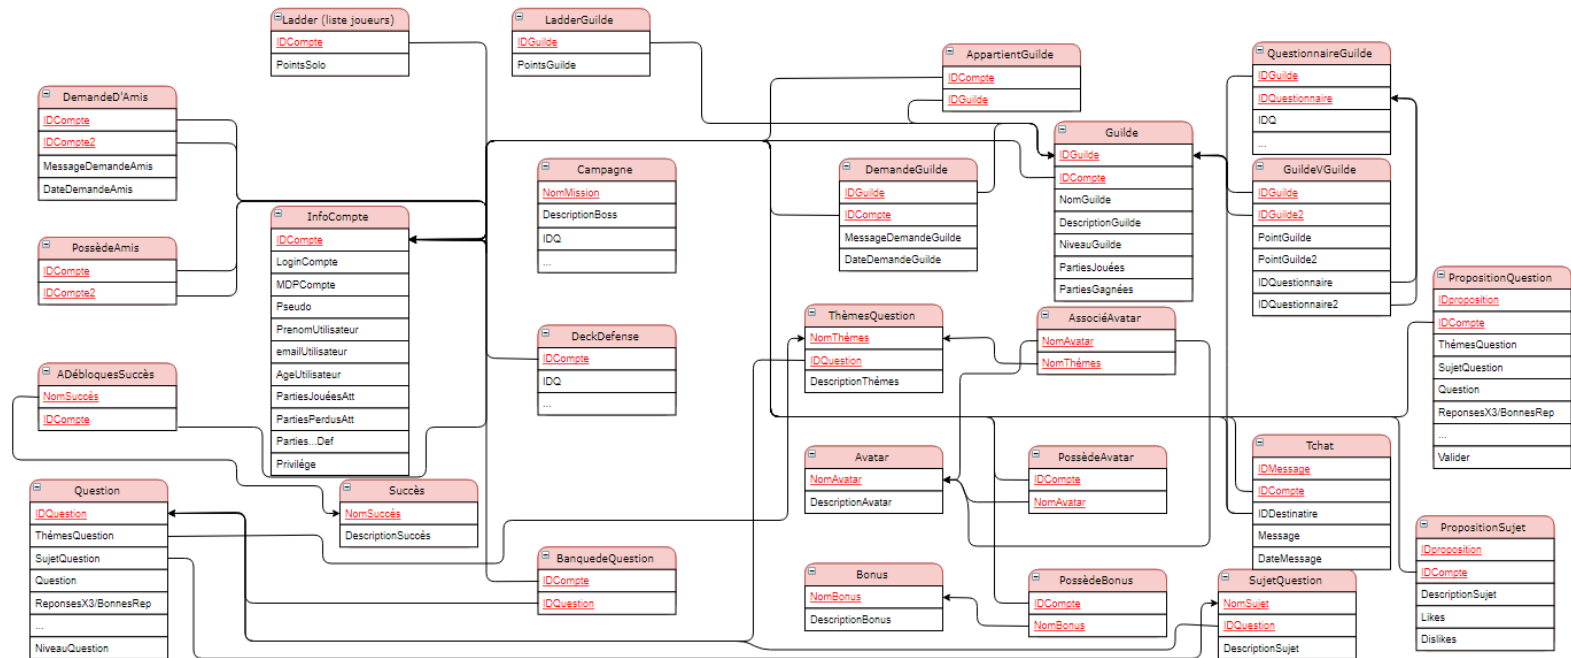 Ladder (liste joueurs)
IDCompte
PointsSolo
LadderGuilde
IDGuilde
PointsGuilde
AppartientGuilde
IDCompte
IDGuilde
QuestionnaireGuilde
IDGuilde
IDQuestionnaire
IDQ
...
DemandeD'Amis
IDCompte
IDCompte2
MessageDemandeAmis
DateDemandeAmis
Guilde
IDGuilde
IDCompte
NomGuilde
DescriptionGuilde
NiveauGuilde
PartiesJouées
PartiesGagnées
Campagne
NomMission
DescriptionBoss
IDQ
...
DemandeGuilde
IDGuilde
IDCompte
MessageDemandeGuilde
DateDemandeGuilde
GuildeVGuilde
IDGuilde
IDGuilde2
PointGuilde
PointGuilde2
IDQuestionnaire
IDQuestionnaire2
InfoCompte
IDCompte
LoginCompte
MDPCompte
Pseudo
PrenomUtilisateur
emailUtilisateur
AgeUtilisateur
PartiesJouéesAtt
PartiesPerdusAtt
Parties...Def
Privilége
PossèdeAmis
IDCompte
IDCompte2
PropositionQuestion
IDproposition
IDCompte
ThèmesQuestion
SujetQuestion
Question
ReponsesX3/BonnesRep
...
Valider
ThèmesQuestion
NomThèmes
IDQuestion
DescriptionThèmes
AssociéAvatar
NomAvatar
NomThèmes
DeckDefense
IDCompte
IDQ
...
ADébloquesSuccès
NomSuccès
IDCompte
Tchat
IDMessage
IDCompte
IDDestinatire
Message
DateMessage
Avatar
NomAvatar
DescriptionAvatar
PossèdeAvatar
IDCompte
NomAvatar
Question
IDQuestion
ThèmesQuestion
SujetQuestion
Question
ReponsesX3/BonnesRep
...
NiveauQuestion
Succès
NomSuccès
DescriptionSuccès
PropositionSujet
IDproposition
IDCompte
DescriptionSujet
Likes
Dislikes
BanquedeQuestion
IDCompte
IDQuestion
Bonus
NomBonus
DescriptionBonus
PossèdeBonus
IDCompte
NomBonus
SujetQuestion
NomSujet
IDQuestion
DescriptionSujet